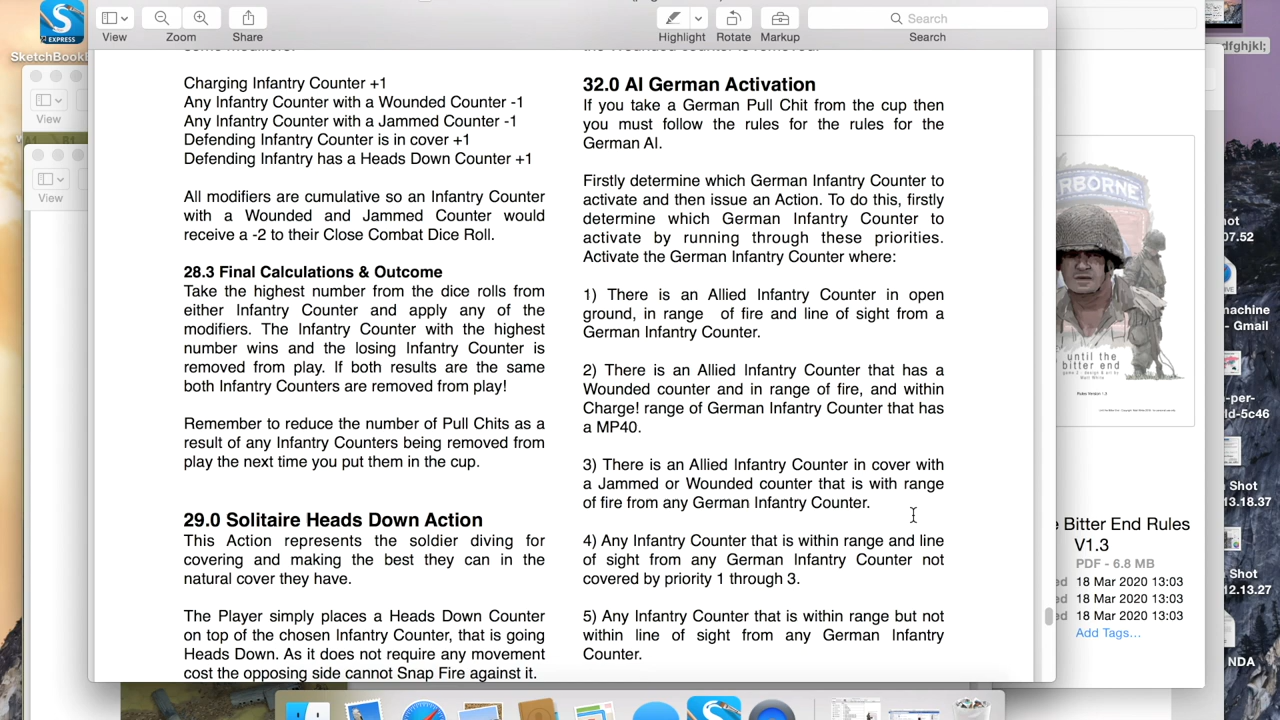 View
Zoom
Share
Highlight
Rotate
Markup
Search
Search
EXPRESS
View
View
Charging Infantry Counter +1
Any Infantry Counter with a Wounded Counter -1
Any Infantry Counter with a Jammed Counter -1
Defending Infantry Counter is in cover +1
Defending Infantry has a Heads Down Counter +1
All modifiers are cumulative so an Infantry Counter
with a Wounded and Jammed Counter would
receive a -2 to their Close Combat Dice Roll.
28.3 Final Calculations & Outcome
Take the highest number from the dice rolls from
either Infantry Counter and apply any of the
modifiers. The Infantry Counter with the highest
number wins and the losing Infantry Counter is
removed from play. If both results are the same
both Infantry Counters are removed from play!
Remember to reduce the number of Pull Chits as a
result of any Infantry Counters being removed from
play the next time you put them in the cup.
29.0 Solitaire Heads Down Action
This Action represents the soldier diving for
covering and making the best they can in the
natural cover they have.
The Player simply places a Heads Down Counter
on top of the chosen Infantry Counter, that is going
Heads Down. As it does not require any movement
cost the opposing side cannot Snap Fire against it.
32.0 AI German Activation
If you take a German Pull Chit from the cup then
you must follow the rules for the rules for the
German AI.
Firstly determine which German Infantry Counter to
activate and then issue an Action. To do this, firstly
determine which German Infantry Counter to
activate by running through these priorities.
Activate the German Infantry Counter where:
1) There is an Allied Infantry Counter in open
ground, in range of fire and line of sight from a
German Infantry Counter.
2) There is an Allied Infantry Counter that has a
Wounded counter and in range of fire, and within
Charge! range of German Infantry Counter that has
a MP40.
3) There is an Allied Infantry Counter in cover with
a Jammed or Wounded counter that is with range
of fire from any German Infantry Counter.
4) Any Infantry Counter that is within range and line
of sight from any German Infantry Counter not
covered by priority 1 through 3.
5) Any Infantry Counter that is within range but not
within line of sight from any German Infantry
Counter.
until the
bitter end
e Bitter End Rules
V1.3
PDF - 6.8 MB
18 Mar 2020 13:03
18 Mar 2020 13:03
18 Mar 2020 13:03
Add Tags…
dfghjkl;
hot
07.52
machine
- Gmail
-per-
ld-5c46
Shot
13.18.37
Shot
12.13.27
NDA